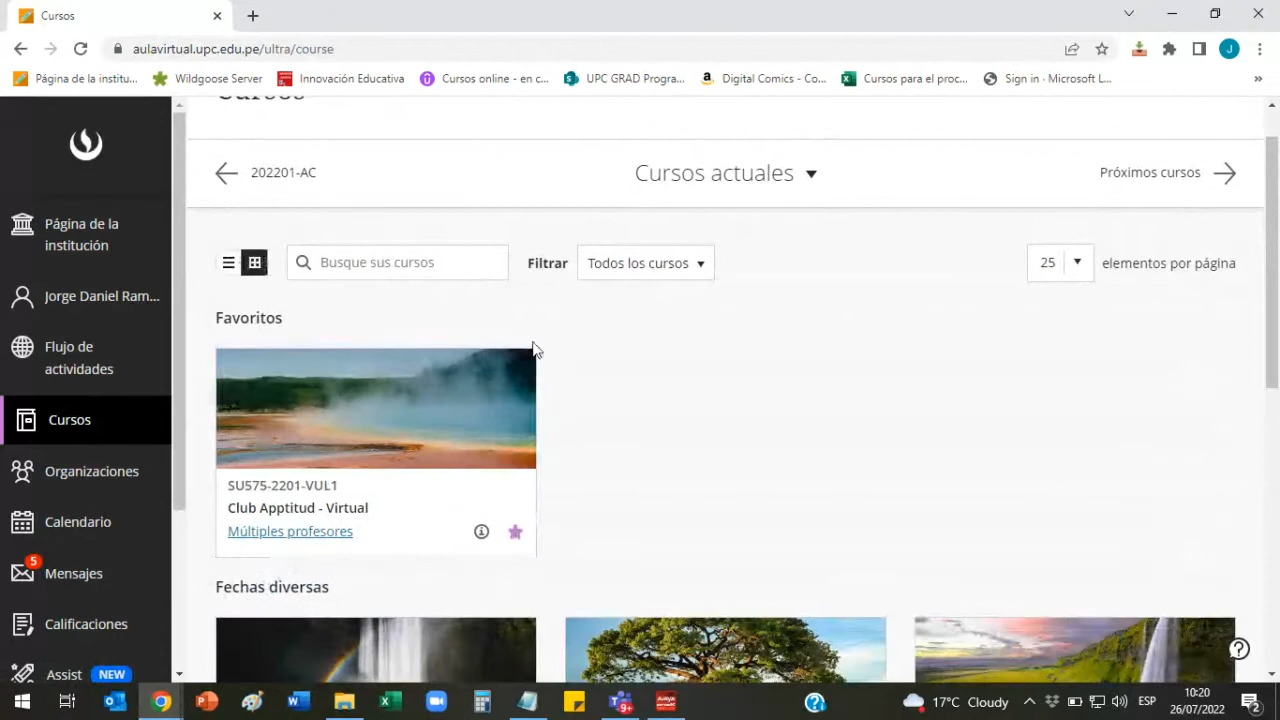 Cursos
aulavirtual.upc.edu.pe/ultra/course
J
Página de la institu...
Wildgoose Server
Innovación Educativa
Cursos online - en c...
UPC GRAD Progra...
Digital Comics - Co...
Cursos para el proc...
Sign in · Microsoft L...
»
Cursos
202201-AC
Cursos actuales
Próximos cursos
Página de la
institución
Jorge Daniel Ram...
Flujo de
actividades
Cursos
Organizaciones
Calendario
5
Mensajes
Calificaciones
Assist NEW
Busque sus cursos
Filtrar
Todos los cursos
25
elementos por página
Favoritos
SU575-2201-VUL1
Club Apptitud - Virtual
Múltiples profesores
Fechas diversas
9+
17°C Cloudy
ESP
10:20
26/07/2022
2